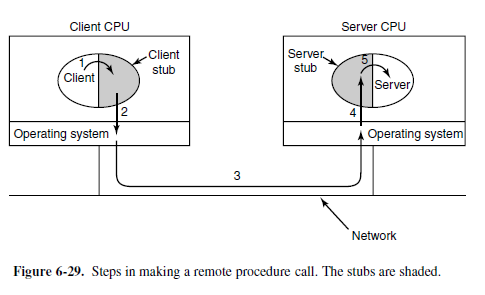 Client CPU
Server CPU
1
Client
Client
stub
2
Operating system
Server
stub
5
Server
4
Operating system
3
Network
Figure 6-29. Steps in making a remote procedure call. The stubs are shaded.